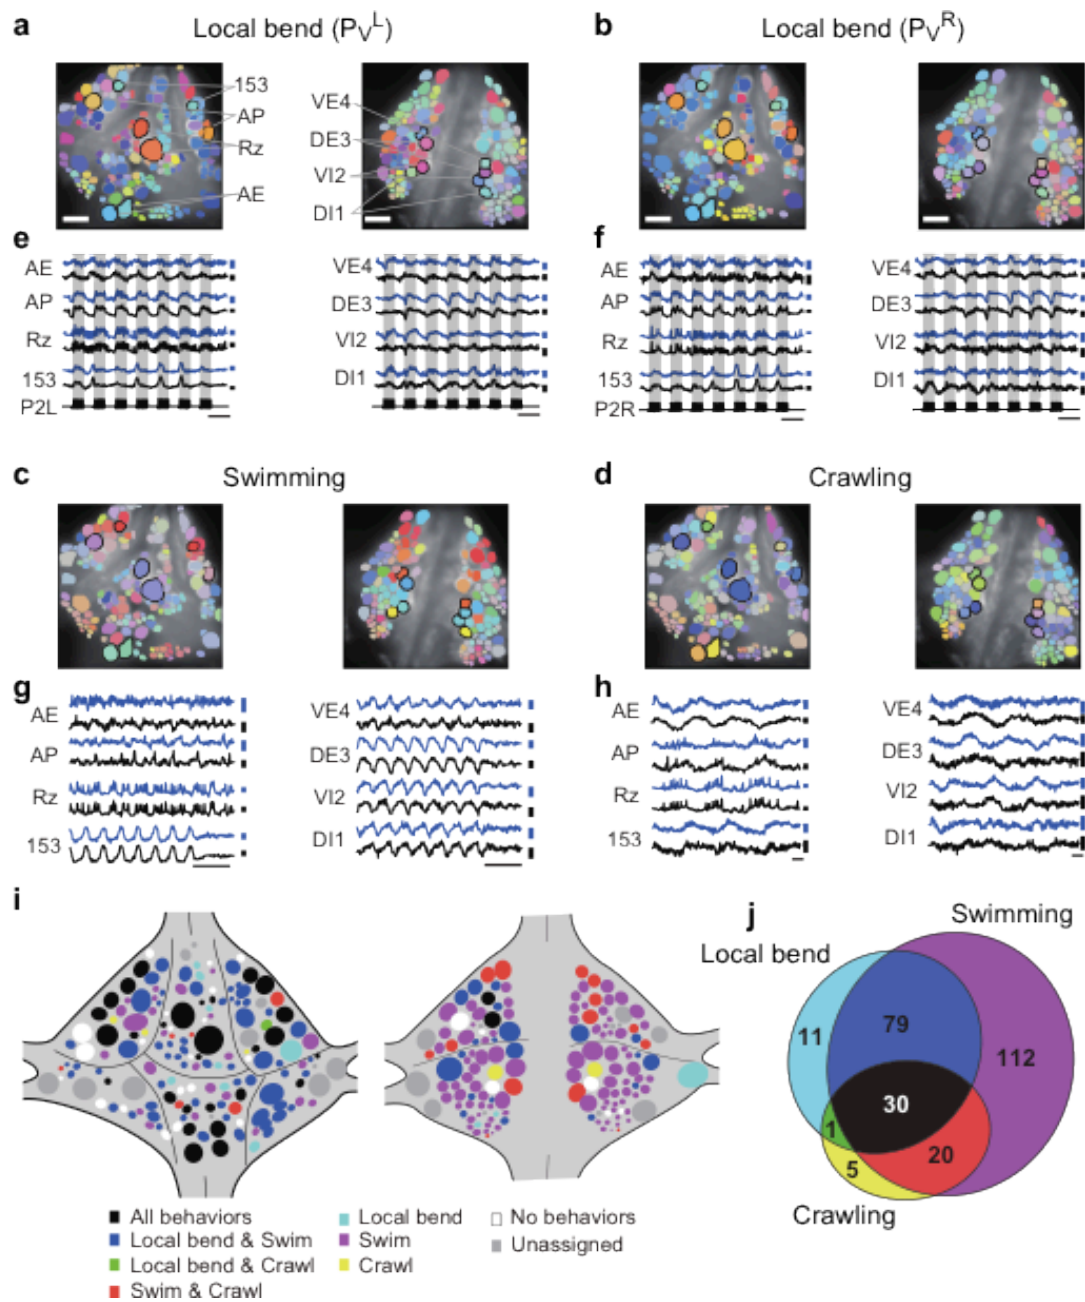 a Local bend (PVL)
b Local bend (PVR)
153
AP
Rz
AE
VE4
DE3
VI2
DI1
e
AE
AP
Rz
153
P2L
VE4
DE3
VI2
DI1
f
AE
AP
Rz
153
P2R
VE4
DE3
VI2
DI1
c Swimming
d Crawling
g
AE
AP
Rz
153
VE4
DE3
VI2
DI1
h
AE
AP
Rz
153
VE4
DE3
VI2
DI1
i
All behaviors
Local bend & Swim
Local bend & Crawl
Swim & Crawl
Local bend
Swim
Crawl
No behaviors
Unassigned
j
Swimming
Local bend
11
79
112
30
1
5
20
Crawling